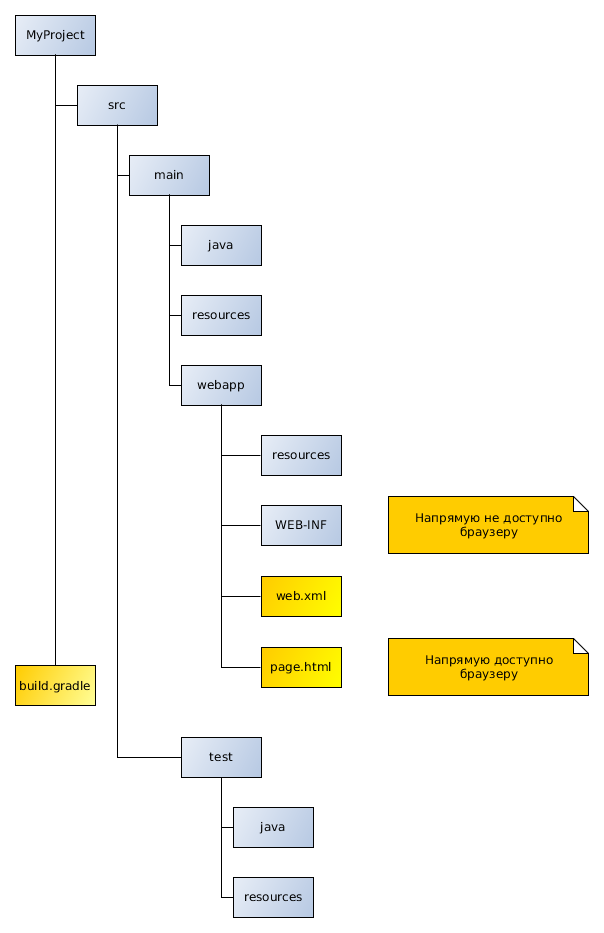 MyProject
src
main
java
resources
webapp
resources
WEB-INF
Напрямую не доступно
браузеру
web.xml
page.html
Напрямую доступно
браузеру
build.gradle
test
java
resources